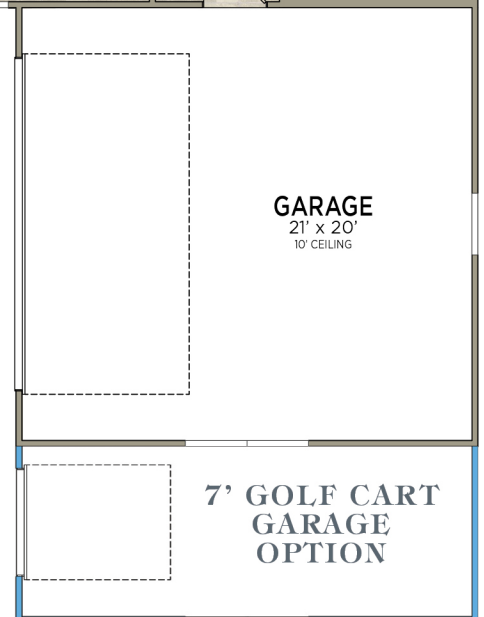 GARAGE
21' x 20'
10' CEILING
7' GOLF CART
GARAGE
OPTION